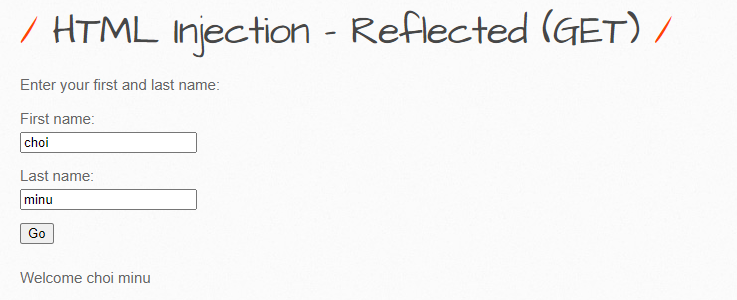 / HTML Injection - Reflected (GET) /
Enter your first and last name:
First name:
choi
Last name:
minu
Go
Welcome choi minu